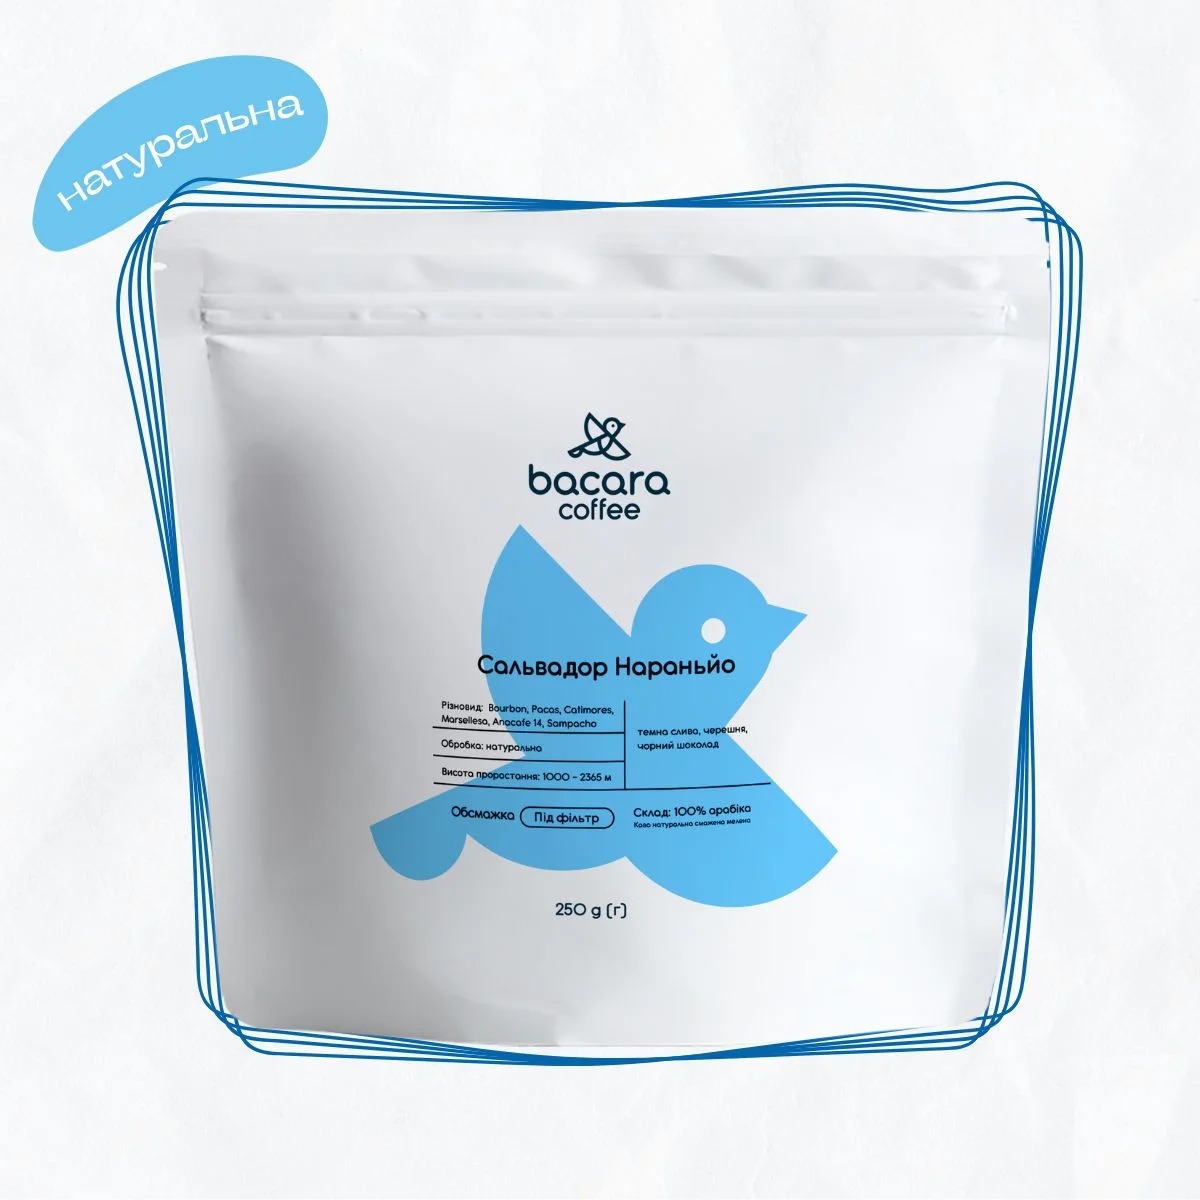 натуральна
bacara
coffee
Сальвадор Нараньйо
Різновид: Bourbon, Pacas, Catimores,
Marsellesa, Anacafe 14, Sampacho
темна слива, черешня,
чорний шоколад
Обробка: натуральна
Висота проростання: 1000 - 2365 м
Обсмажка Під фільтр
Склад: 100% арабіка
Кава натуральна смажена мелена
250 g (г)